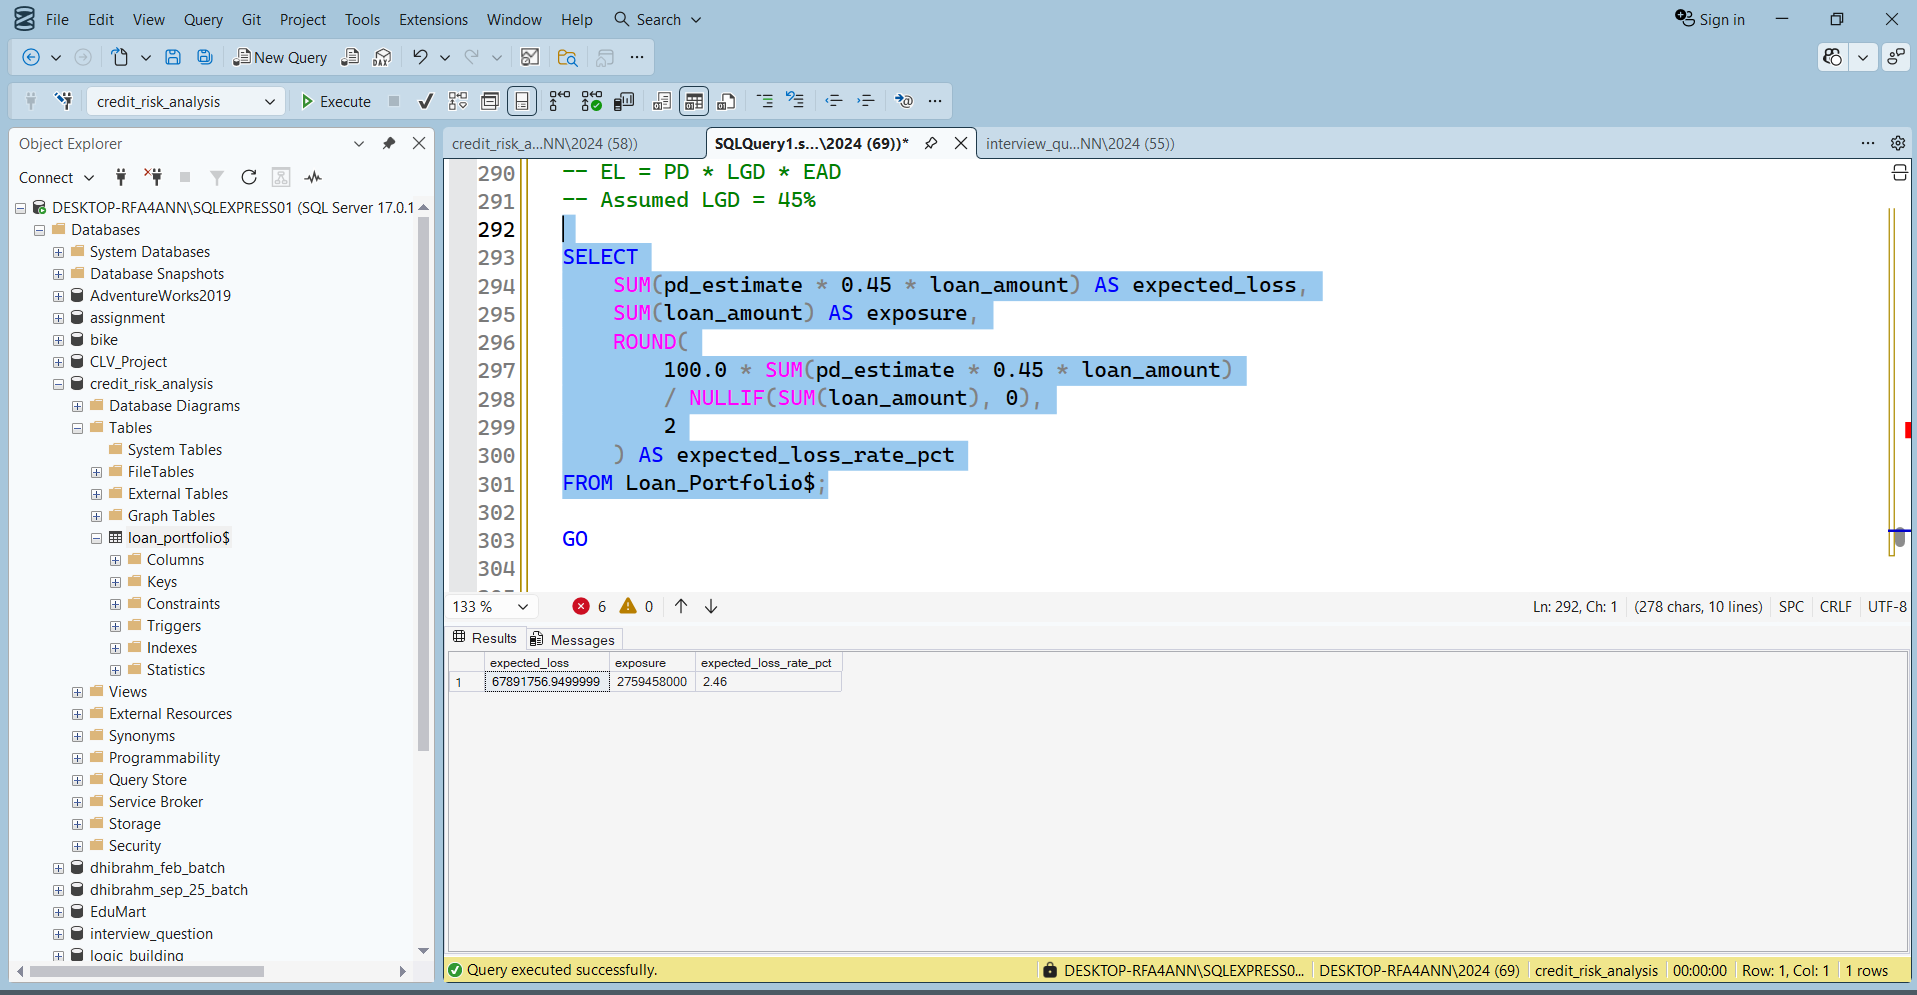 File Edit View Query Git Project Tools Extensions Window Help Search Sign in
New Query DAX
credit_risk_analysis Execute
Object Explorer
Connect
DESKTOP-RFA4ANN\SQLEXPRESS01 (SQL Server 17.0.1
Databases
System Databases
Database Snapshots
AdventureWorks2019
assignment
bike
CLV_Project
credit_risk_analysis
Database Diagrams
Tables
System Tables
FileTables
External Tables
Graph Tables
loan_portfolio$
Columns
Keys
Constraints
Triggers
Indexes
Statistics
Views
External Resources
Synonyms
Programmability
Query Store
Service Broker
Storage
Security
dhibrahm_feb_batch
dhibrahm_sep_25_batch
EduMart
interview_question
logic_building
credit_risk_a...NN\2024 (58)) SQLQuery1.s...\2024 (69))* interview_qu...NN\2024 (55))
290 -- EL = PD * LGD * EAD
291 -- Assumed LGD = 45%
292
293 SELECT
294 SUM(pd_estimate * 0.45 * loan_amount) AS expected_loss,
295 SUM(loan_amount) AS exposure,
296 ROUND(
297 100.0 * SUM(pd_estimate * 0.45 * loan_amount)
298 / NULLIF(SUM(loan_amount), 0),
299 2
300 ) AS expected_loss_rate_pct
301 FROM Loan_Portfolio$;
302
303 GO
304
133 % 6 0 Ln: 292, Ch: 1 (278 chars, 10 lines) SPC CRLF UTF-8
Results Messages
expected_loss exposure expected_loss_rate_pct
1 67891756.9499999 2759458000 2.46
Query executed successfully. DESKTOP-RFA4ANN\SQLEXPRESS0... DESKTOP-RFA4ANN\2024 (69) credit_risk_analysis 00:00:00 Row: 1, Col: 1 1 rows